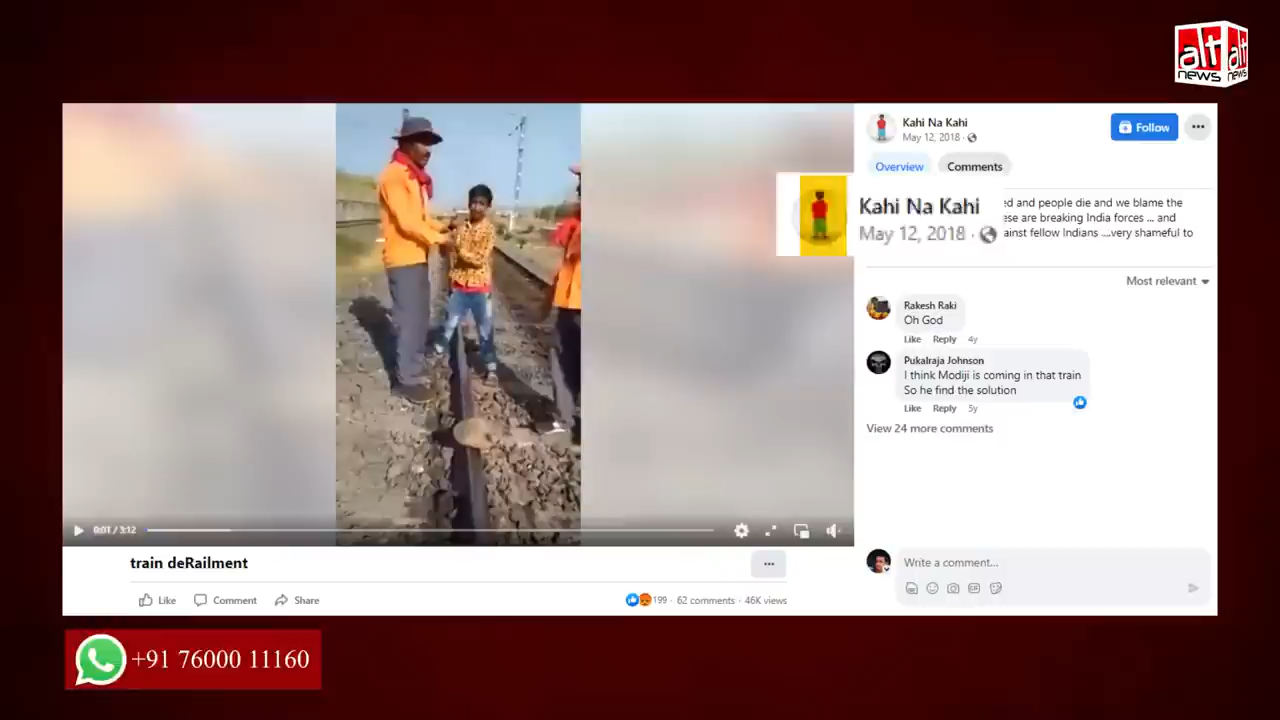 alt
alt
news
news
Kahi Na Kahi
May 12, 2018
Follow
Overview
Comments
Kahi Na Kahi
May 12, 2018
ed and people die and we blame the
ese are breaking India forces ... and
ainst fellow Indians ....very shameful to
Most relevant
Rakesh Raki
Oh God
Like Reply 4y
Pukalraja Johnson
I think Modiji is coming in that train
So he find the solution
Like Reply 5y
View 24 more comments
0:01 / 3:12
train deRailment
Write a comment...
GIF
Like Comment Share
199 · 62 comments · 46K views
+91 76000 11160